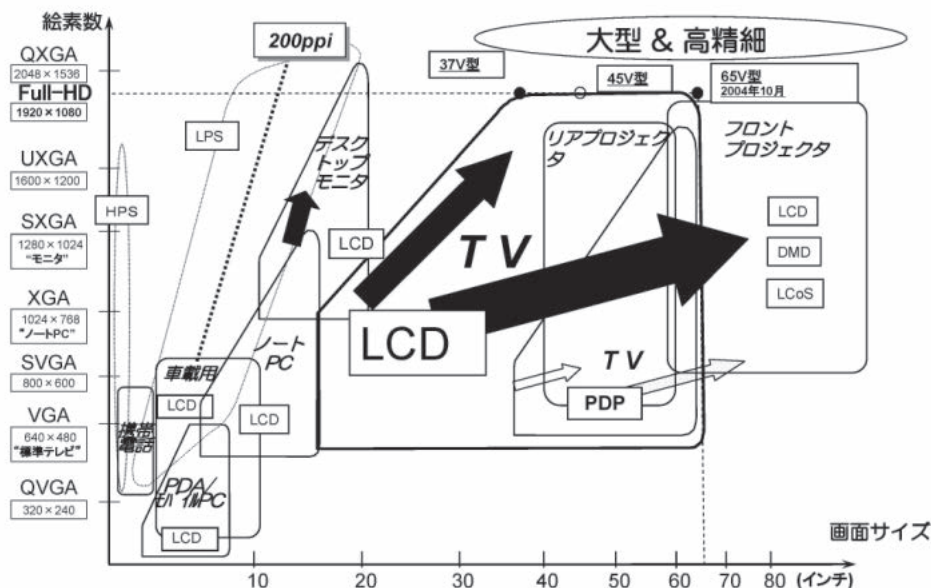 絵素数
QXGA
2048×1536
Full-HD
1920×1080
UXGA
1600×1200
SXGA
1280×1024
"モニタ"
XGA
1024×768
"ノートPC"
SVGA
800×600
VGA
640×480
"標準テレビ"
QVGA
320×240
200ppi
大型 & 高精細
37V型
45V型
65V型
2004年10月
LPS
HPS
デスク
トップ
モニタ
LCD
リアプロジェク
タ
フロント
プロジェクタ
LCD
DMD
LCoS
TV
LCD
ノート
PC
車載用
LCD
LCD
TV
PDP
携帯
電話
PDA/
モバイルPC
LCD
画面サイズ
10
20
30
40
50
60
70
80
(インチ)